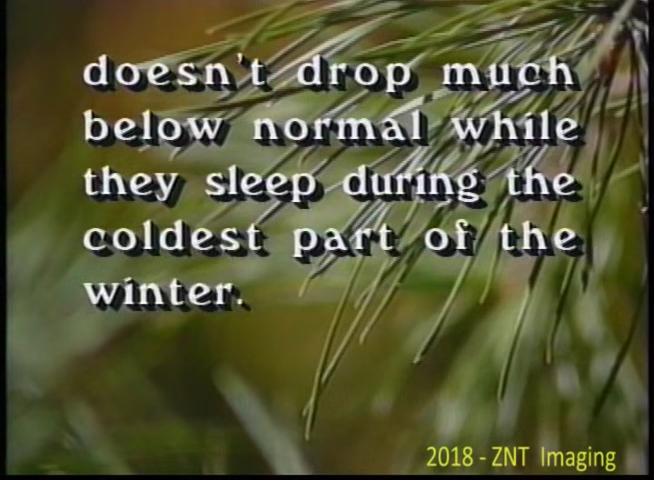 doesn't drop much
below normal while
they sleep during the
coldest part of the
winter.
2018 - ZNT Imaging